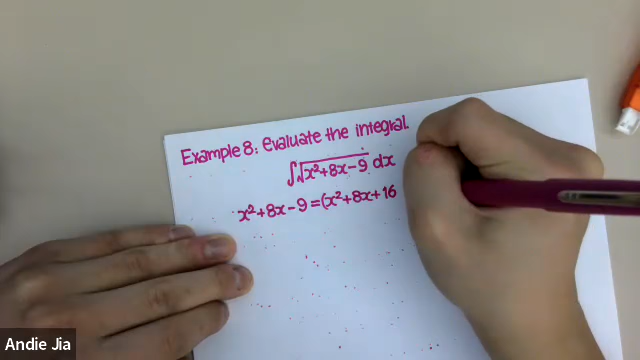 Example 8: Evaluate the integral.
∫√x²+8x-9 dx
x²+8x-9=(x²+8x+16
Andie Jia